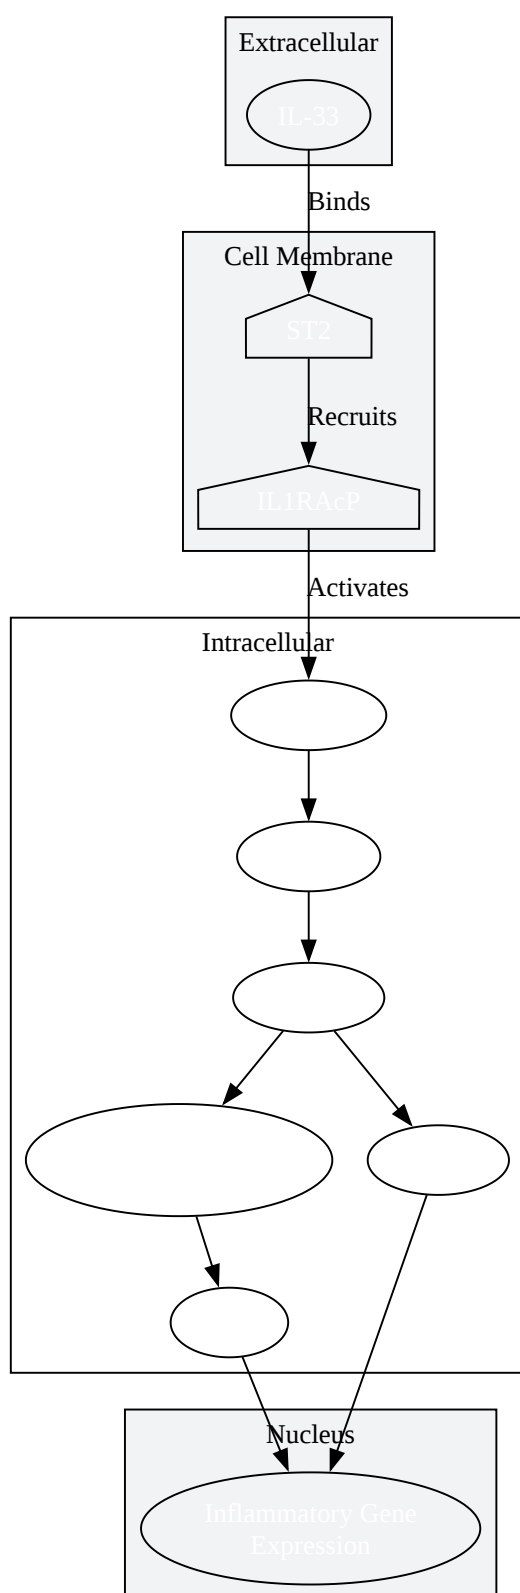 Extracellular
IL-33
Binds
Cell Membrane
ST2
Recruits
IL1RAcP
Activates
Intracellular
Nucleus
Inflammatory Gene
Expression